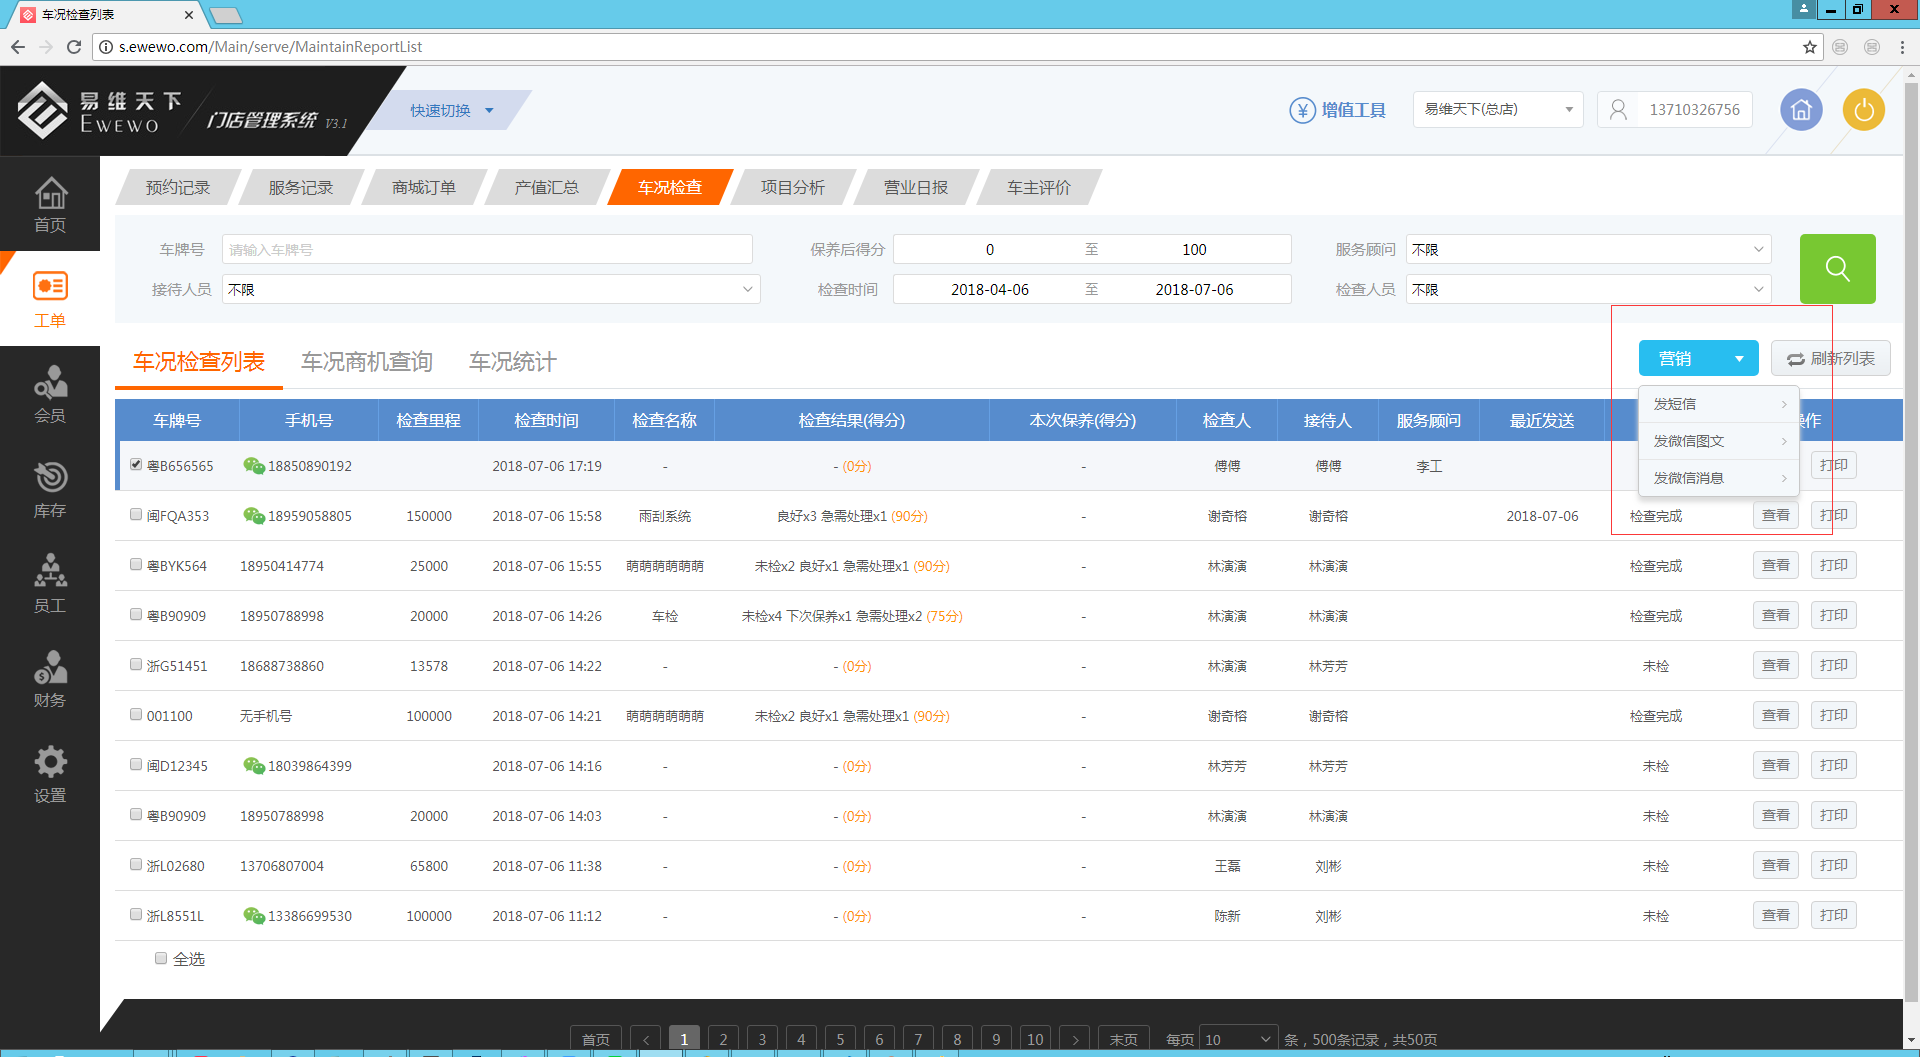 车况检查列表
s.ewewo.com/Main/serve/MaintainReportList
易维天下
EWEWO
门店管理系统 V3.1
快速切换
增值工具
易维天下(总店)
13710326756
预约记录 服务记录 商城订单 产值汇总 车况检查 项目分析 营业日报 车主评价
首页
工单
会员
库存
员工
财务
设置
车牌号 请输入车牌号 保养后得分 0 至 100 服务顾问 不限
接待人员 不限 检查时间 2018-04-06 至 2018-07-06 检查人员 不限
车况检查列表 车况商机查询 车况统计
营销 刷新列表
发短信
发微信图文
发微信消息
车牌号 手机号 检查里程 检查时间 检查名称 检查结果(得分) 本次保养(得分) 检查人 接待人 服务顾问 最近发送 作
粤B656565 18850890192 2018-07-06 17:19 - - (0分) - 傅傅 傅傅 李工 打印
闽FQA353 18959058805 150000 2018-07-06 15:58 雨刮系统 良好x3 急需处理x1 (90分) - 谢奇榕 谢奇榕 2018-07-06 检查完成 查看 打印
粤BYK564 18950414774 25000 2018-07-06 15:55 萌萌萌萌萌萌 未检x2 良好x1 急需处理x1 (90分) - 林演演 林演演 检查完成 查看 打印
粤B90909 18950788998 20000 2018-07-06 14:26 车检 未检x4 下次保养x1 急需处理x2 (75分) - 林演演 林演演 检查完成 查看 打印
浙G51451 18688738860 13578 2018-07-06 14:22 - - (0分) - 林演演 林芳芳 未检 查看 打印
001100 无手机号 100000 2018-07-06 14:21 萌萌萌萌萌萌 未检x2 良好x1 急需处理x1 (90分) - 谢奇榕 谢奇榕 检查完成 查看 打印
闽D12345 18039864399 2018-07-06 14:16 - - (0分) - 林芳芳 林芳芳 未检 查看 打印
粤B90909 18950788998 20000 2018-07-06 14:03 - - (0分) - 林演演 林演演 未检 查看 打印
浙L02680 13706807004 65800 2018-07-06 11:38 - - (0分) - 王磊 刘彬 未检 查看 打印
浙L8551L 13386699530 100000 2018-07-06 11:12 - - (0分) - 陈新 刘彬 未检 查看 打印
全选
首页 < 1 2 3 4 5 6 7 8 9 10 > 末页 每页 10 条，500条记录，共50页